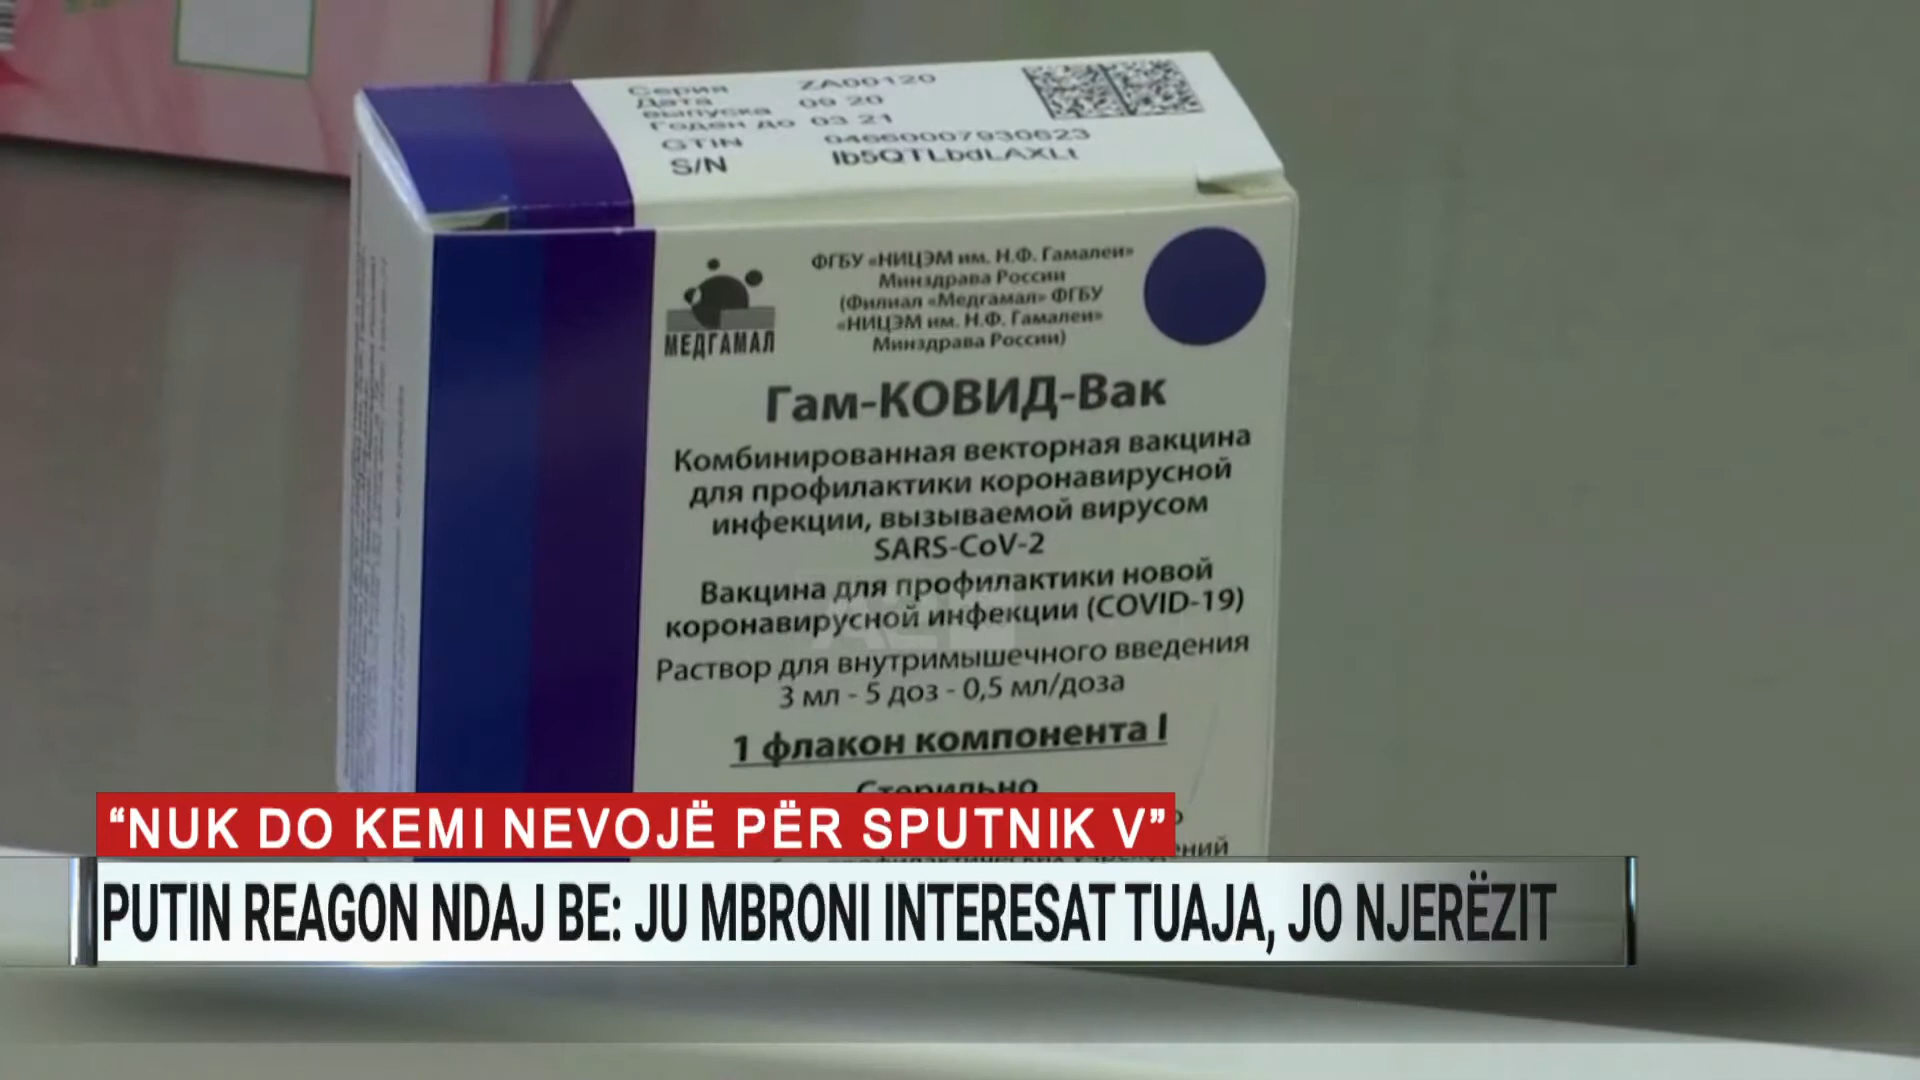 Серия ZA00120
Дата
выпуска 09 20
Годен до 03 21
GTIN 04660007930623
S/N Ib5QTLbdLAXLt
МЕДГАМАЛ
ФГБУ «НИЦЭМ им. Н.Ф. Гамалеи»
Минздрава России
(Филиал «Медгамал» ФГБУ
«НИЦЭМ им. Н.Ф. Гамалеи»
Минздрава России)
Гам-КОВИД-Вак
Комбинированная векторная вакцина
для профилактики коронавирусной
инфекции, вызываемой вирусом
SARS-CoV-2
Вакцина для профилактики новой
коронавирусной инфекции (COVID-19)
Раствор для внутримышечного введения
3 мл - 5 доз - 0,5 мл/доза
1 флакон компонента I
Стерильно
“NUK DO KEMI NEVOJË PËR SPUTNIK V”
PUTIN REAGON NDAJ BE: JU MBRONI INTERESAT TUAJA, JO NJERËZIT